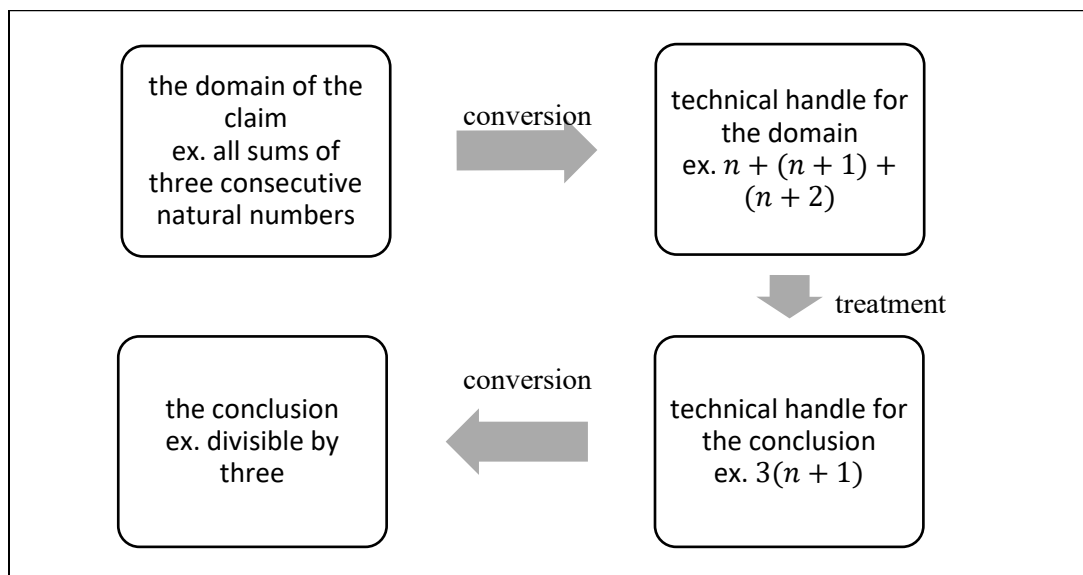 the domain of the
claim
ex. all sums of
three consecutive
natural numbers
conversion
technical handle for
the domain
ex. 𝑛 + (𝑛 + 1) +
(𝑛 + 2)
treatment
technical handle for
the conclusion
ex. 3(𝑛 + 1)
conversion
the conclusion
ex. divisible by
three